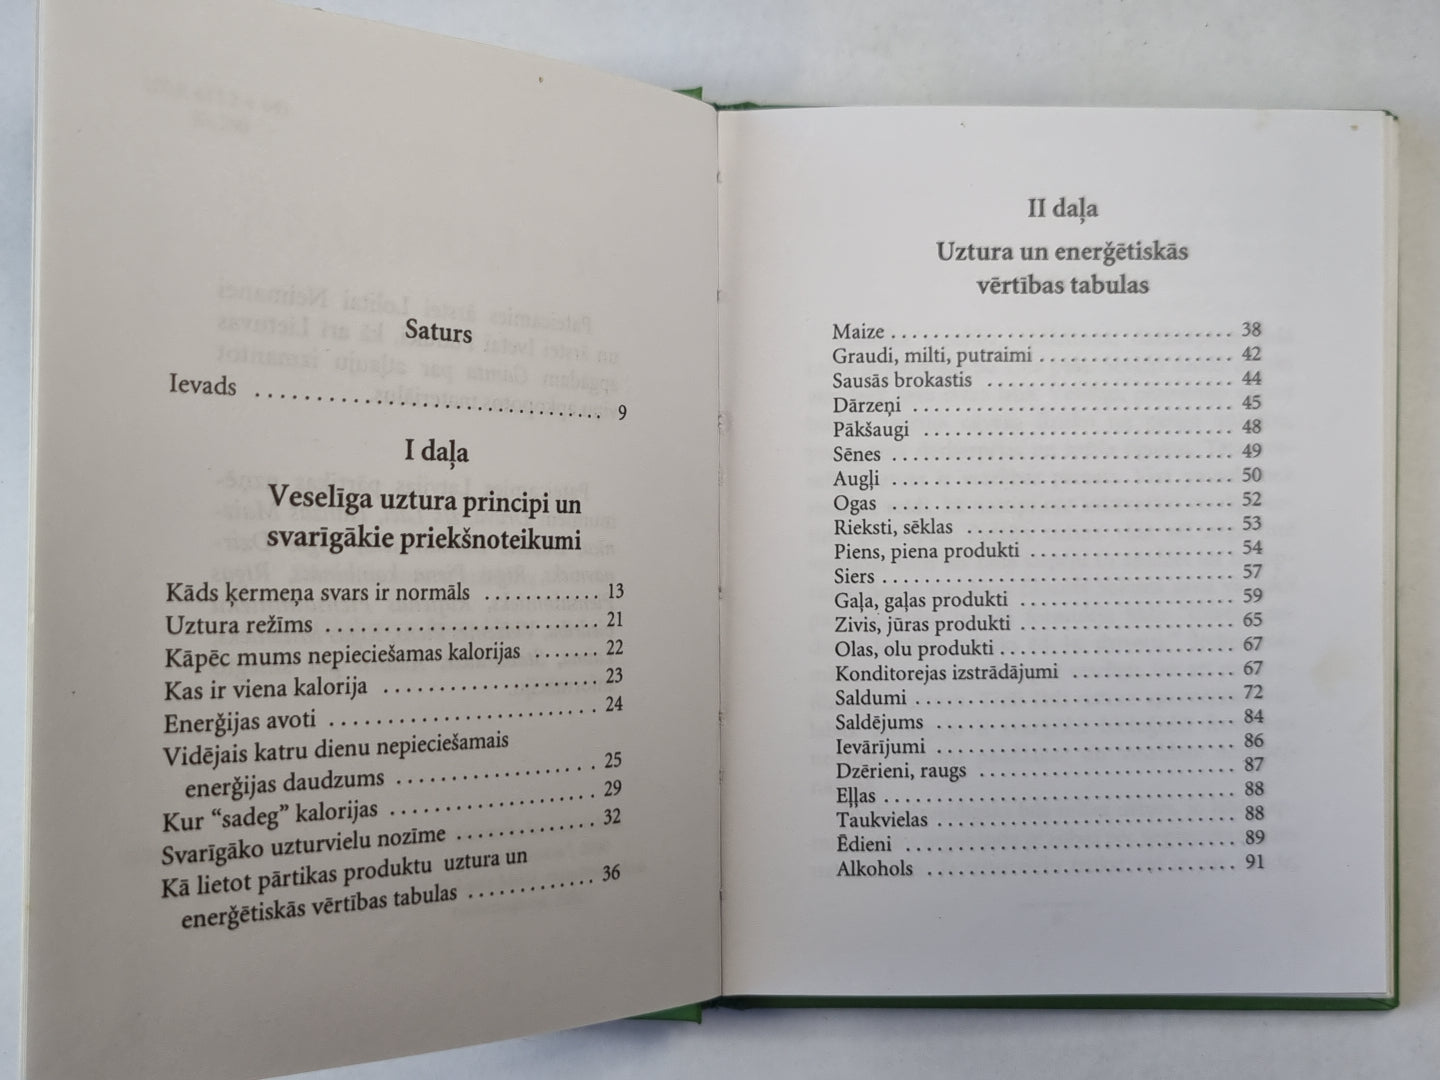 Saturs
Ievads .............................. 9
I daļa
Veselīga uztura principi un
svarīgākie priekšnoteikumi
Kāds ķermeņa svars ir normāls ............ 13
Uztura režīms ....................... 21
Kāpēc mums nepieciešamas kalorijas ....... 22
Kas ir viena kalorija .................. 23
Enerģijas avoti ....................... 24
Vidējais katru dienu nepieciešamais
enerģijas daudzums ................. 25
Kur “sadeg” kalorijas .................. 29
Svarīgāko uzturvielu nozīme ............ 32
Kā lietot pārtikas produktu uztura un
enerģētiskās vērtības tabulas ........... 36
II daļa
Uztura un enerģētiskās
vērtības tabulas
Maize ............................. 38
Graudi, milti, putraimi ................. 42
Sausās brokastis ..................... 44
Dārzeņi ........................... 45
Pākšaugi .......................... 48
Sēnes ............................. 49
Augļi ............................. 50
Ogas ............................. 52
Rieksti, sēklas ....................... 53
Piens, piena produkti .................. 54
Siers .............................. 57
Gaļa, gaļas produkti ................... 59
Zivis, jūras produkti ................... 65
Olas, olu produkti .................... 67
Konditorejas izstrādājumi .............. 67
Saldumi ........................... 72
Saldējums ......................... 84
Ievārījumi ......................... 86
Dzērieni, raugs ...................... 87
Eļļas .............................. 88
Taukvielas ......................... 88
Ēdieni ............................ 89
Alkohols .......................... 91